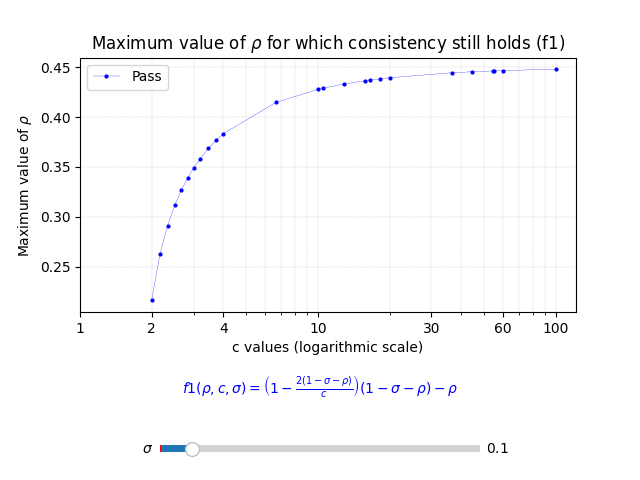 Maximum value of ρ for which consistency still holds (f1)
Pass
Maximum value of ρ
0.45
0.40
0.35
0.30
0.25
1 2 4 10 30 60 100
c values (logarithmic scale)
f1(ρ, c, σ) = (1 − 2(1−σ−ρ)/c)(1 − σ − ρ) − ρ
σ 0.1